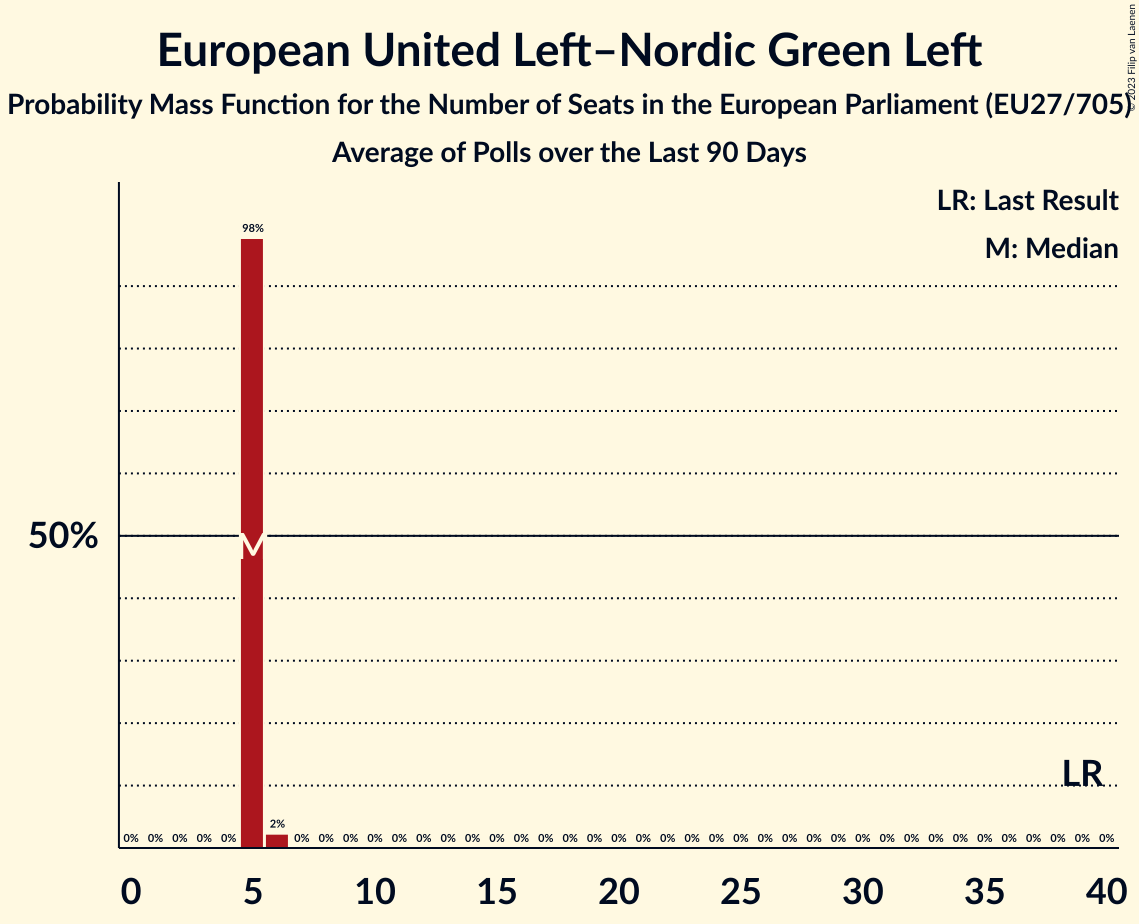 European United Left–Nordic Green Left
Probability Mass Function for the Number of Seats in the European Parliament (EU27/705)
Average of Polls over the Last 90 Days
© 2023 Filip van Laenen
LR: Last Result
M: Median
98%
50%
M
LR
2%
0% 0% 0% 0% 0% 0% 0% 0% 0% 0% 0% 0% 0% 0% 0% 0% 0% 0% 0% 0% 0% 0% 0% 0% 0% 0% 0% 0% 0% 0% 0% 0% 0% 0% 0% 0% 0% 0% 0%
0 5 10 15 20 25 30 35 40